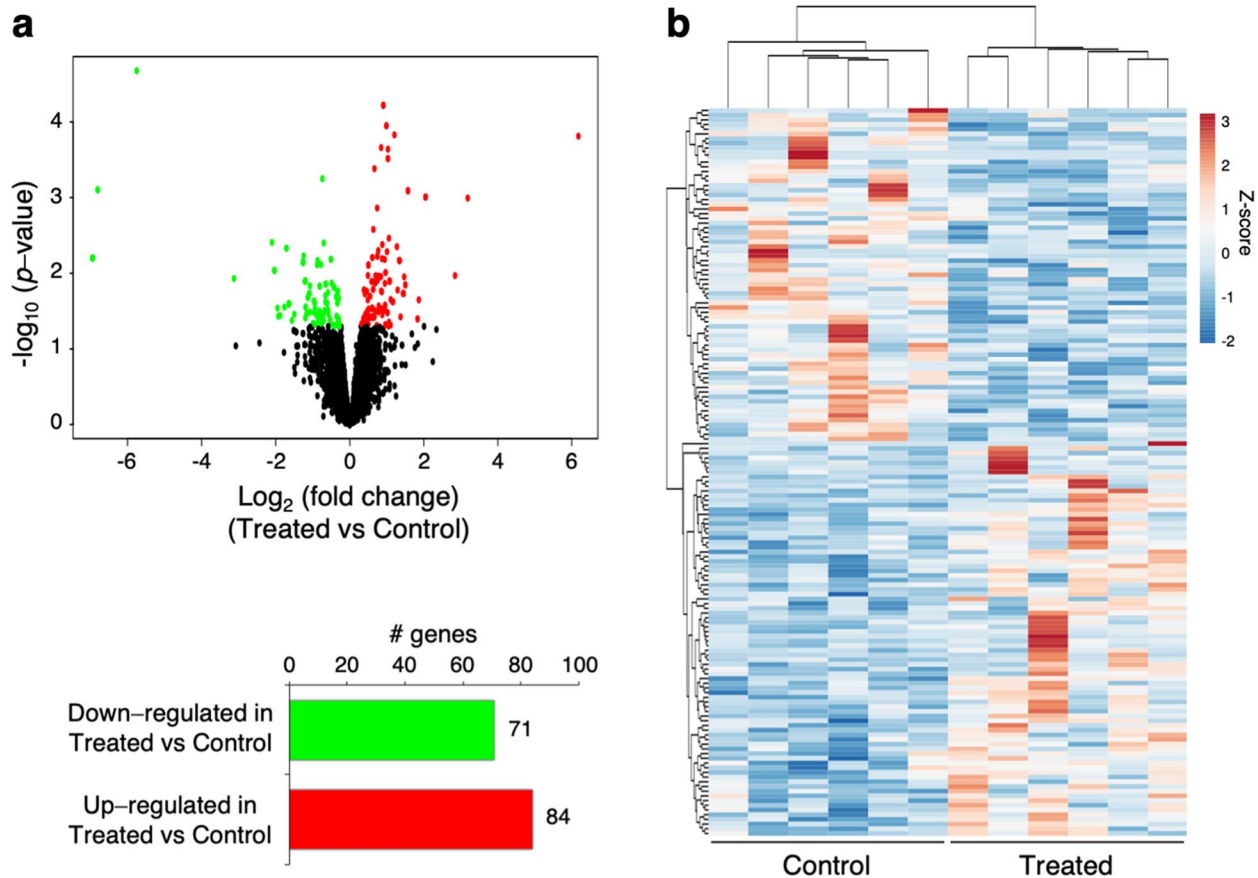 a
-log10 (p-value)
4
3
2
1
0
-6 -4 -2 0 2 4 6
Log2 (fold change)
(Treated vs Control)
# genes
0 20 40 60 80 100
Down–regulated in
Treated vs Control
71
Up–regulated in
Treated vs Control
84
b
3
2
1
0
-1
-2
Z-score
Control Treated